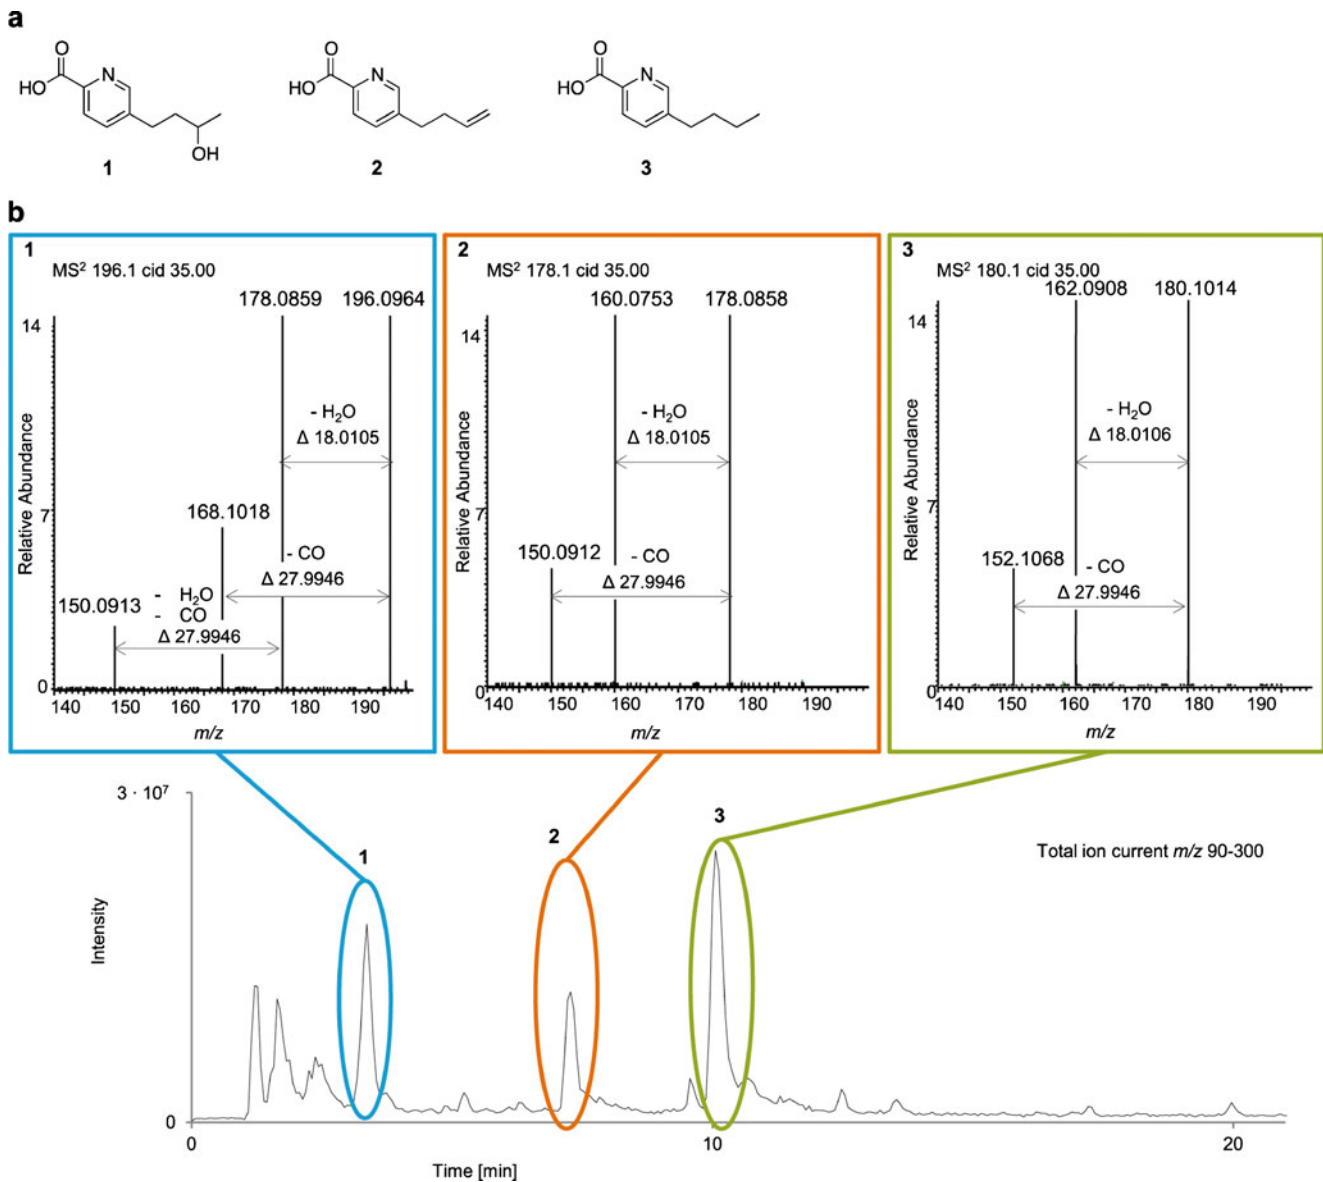 a
O
HO
N
OH
1
O
HO
N
2
O
HO
N
3
b
1
MS² 196.1 cid 35.00
178.0859 196.0964
14
- H₂O
Δ 18.0105
168.1018
7
- CO
Δ 27.9946
150.0913
- H₂O
- CO
Δ 27.9946
0
140 150 160 170 180 190
m/z
Relative Abundance
2
MS² 178.1 cid 35.00
160.0753 178.0858
14
- H₂O
Δ 18.0105
7
150.0912
- CO
Δ 27.9946
0
140 150 160 170 180 190
m/z
Relative Abundance
3
MS² 180.1 cid 35.00
162.0908 180.1014
14
- H₂O
Δ 18.0106
7
152.1068
- CO
Δ 27.9946
0
140 150 160 170 180 190
m/z
Relative Abundance
3 · 10⁷
1
2
3
Total ion current m/z 90-300
Intensity
0
0 10 20
Time [min]